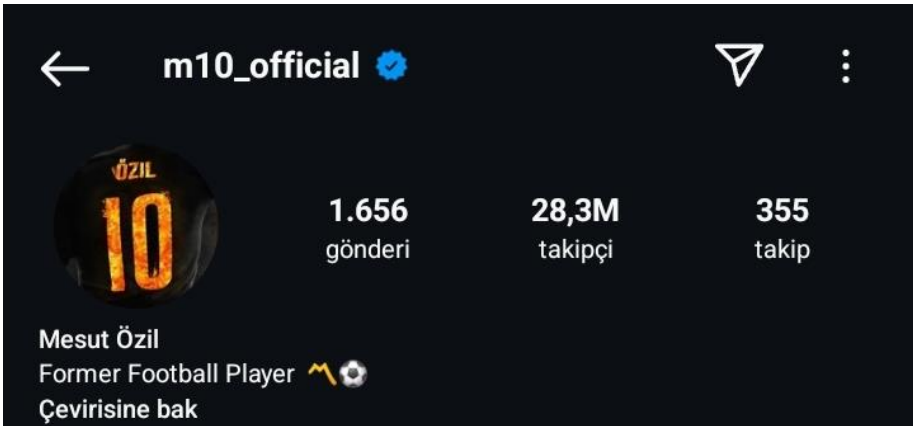 m10_official
ÖZIL
10
1.656 28,3M 355
gönderi takipçi takip
Mesut Özil
Former Football Player 〽️⚽
Çevirisine bak